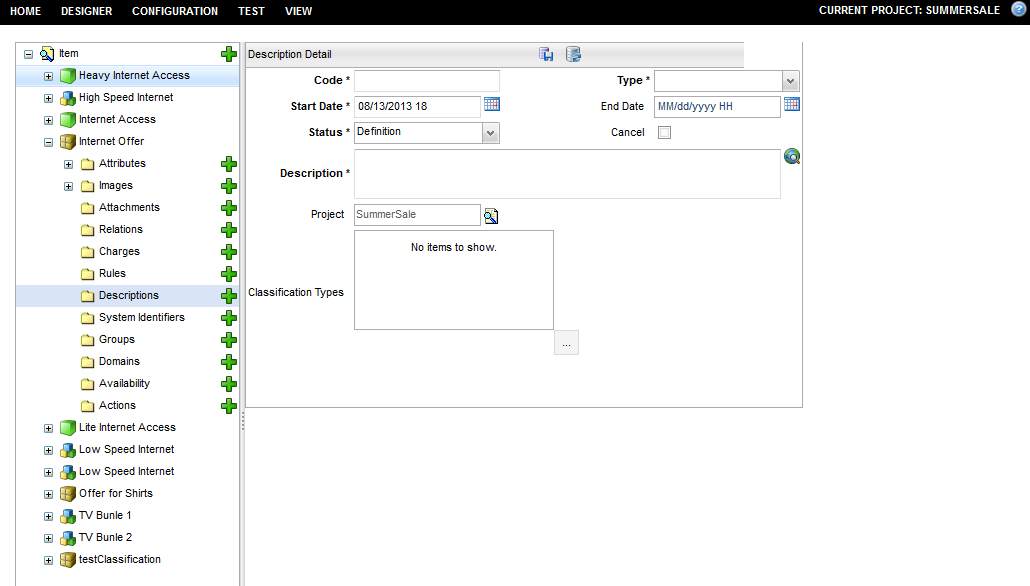 HOME DESIGNER CONFIGURATION TEST VIEW CURRENT PROJECT: SUMMERSALE ?
Item
Heavy Internet Access
High Speed Internet
Internet Access
Internet Offer
Attributes
Images
Attachments
Relations
Charges
Rules
Descriptions
System Identifiers
Groups
Domains
Availability
Actions
Lite Internet Access
Low Speed Internet
Low Speed Internet
Offer for Shirts
TV Bunle 1
TV Bunle 2
testClassification
Description Detail
Code * Type *
Start Date * 08/13/2013 18 End Date MM/dd/yyyy HH
Status * Definition Cancel
Description *
Project SummerSale
No items to show.
Classification Types
...